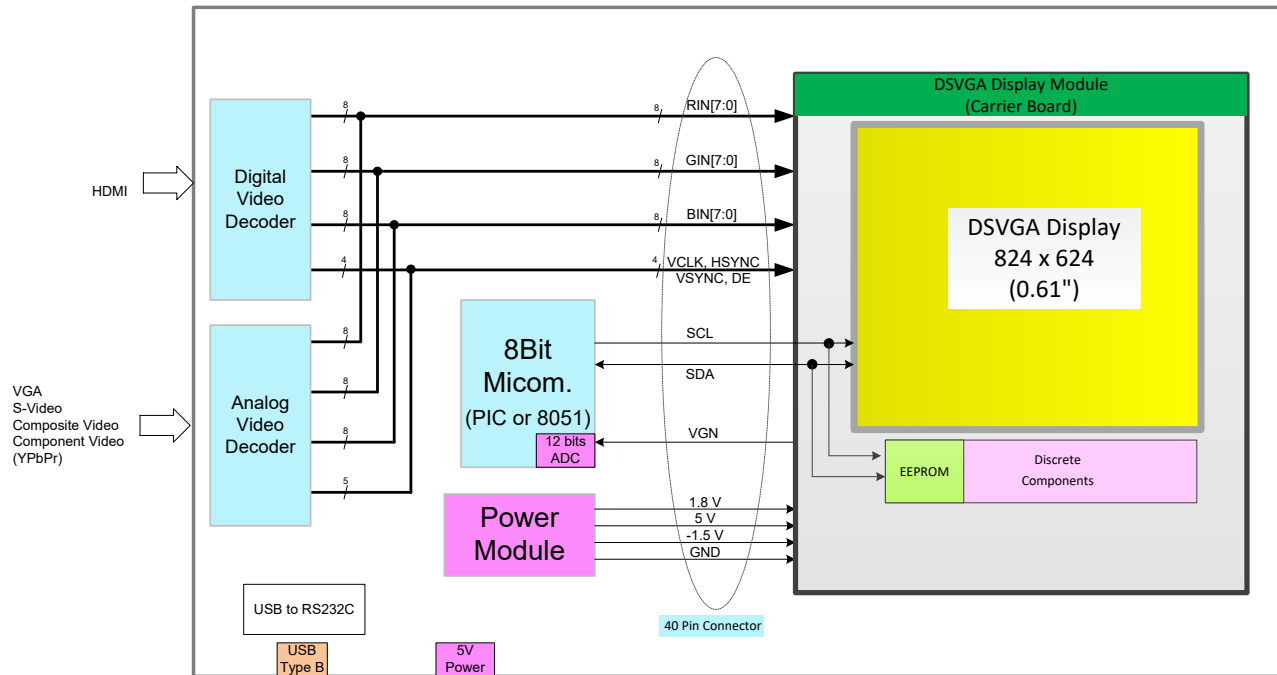 DSVGA Display Module
(Carrier Board)
8
8
RIN[7:0]
8
8
GIN[7:0]
HDMI
Digital
Video
Decoder
8
8
BIN[7:0]
DSVGA Display
824 x 624
(0.61")
4
4
VCLK, HSYNC
VSYNC, DE
8
SCL
8Bit
Micom.
(PIC or 8051)
SDA
8
VGA
S-Video
Composite Video
Component Video
(YPbPr)
Analog
Video
Decoder
8
12 bits
ADC
VGN
EEPROM
Discrete
Components
5
Power
Module
1.8 V
5 V
-1.5 V
GND
USB to RS232C
40 Pin Connector
USB
Type B
5V
Power